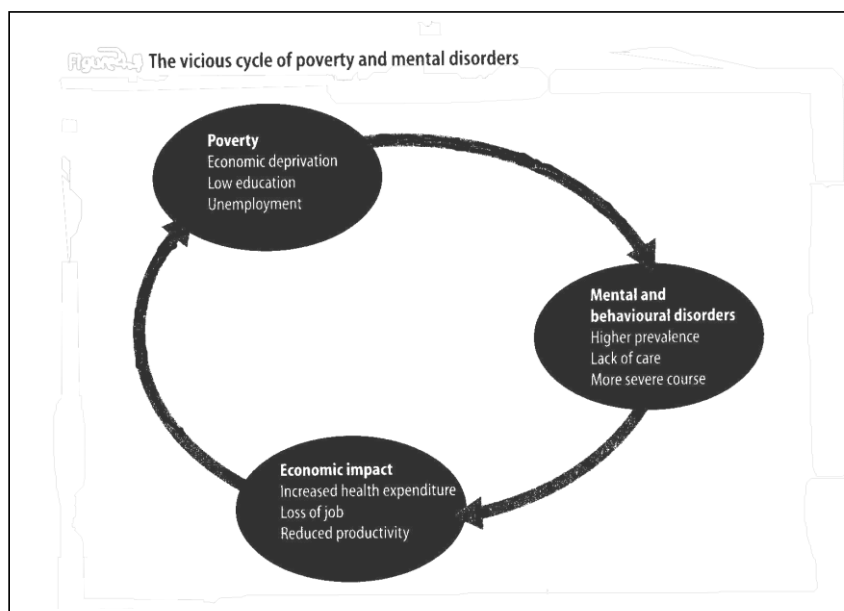 The vicious cycle of poverty and mental disorders
Poverty
Economic deprivation
Low education
Unemployment
Mental and
behavioural disorders
Higher prevalence
Lack of care
More severe course
Economic impact
Increased health expenditure
Loss of job
Reduced productivity